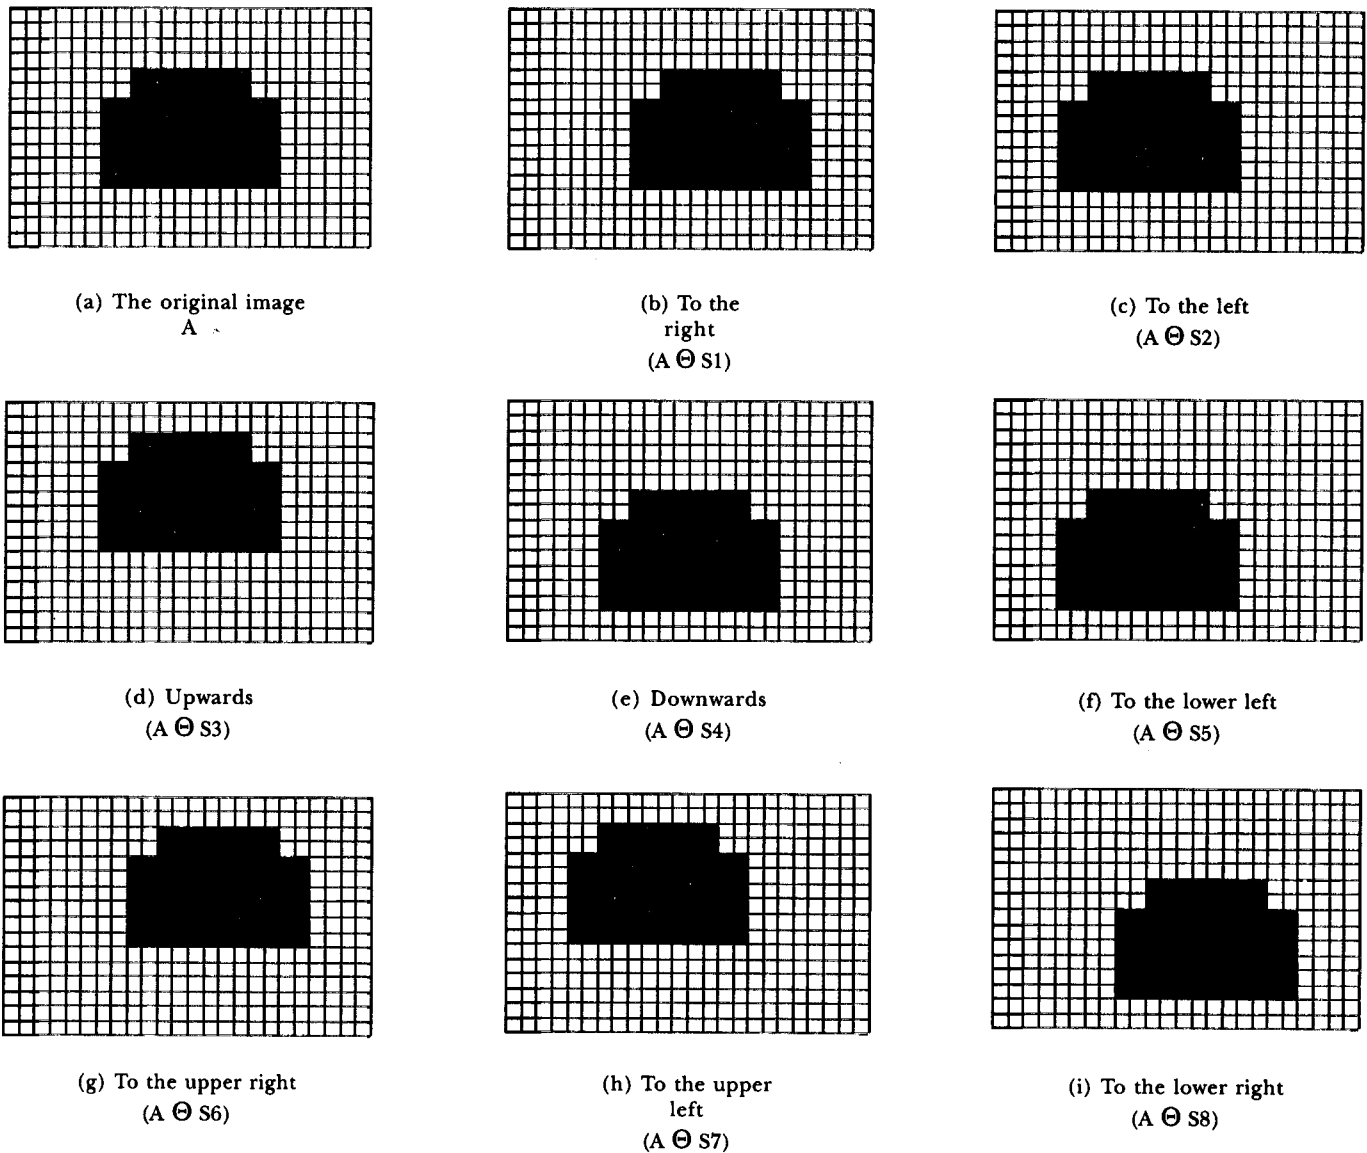 (a) The original image
A
(b) To the
right
(A Θ S1)
(c) To the left
(A Θ S2)
(d) Upwards
(A Θ S3)
(e) Downwards
(A Θ S4)
(f) To the lower left
(A Θ S5)
(g) To the upper right
(A Θ S6)
(h) To the upper
left
(A Θ S7)
(i) To the lower right
(A Θ S8)